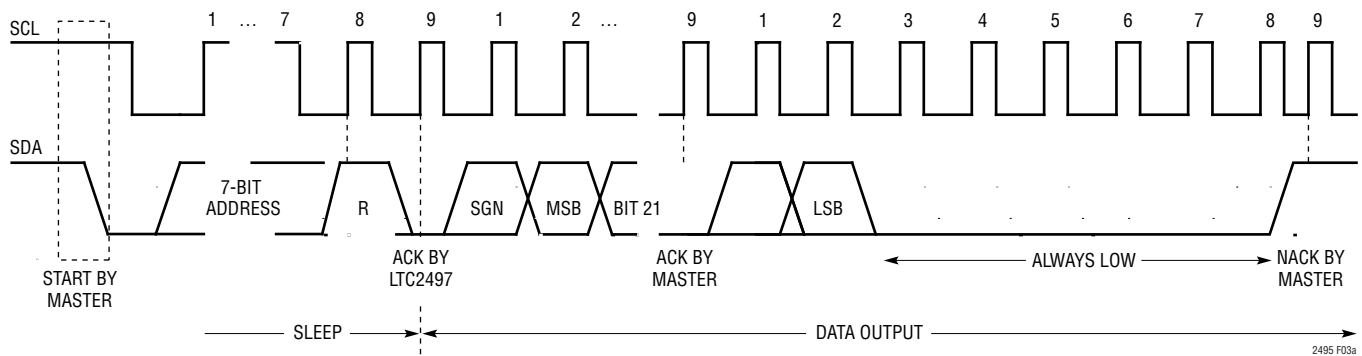 1 … 7 8 9 1 2 … 9 1 2 3 4 5 6 7 8 9
SCL
SDA
7-BIT
ADDRESS
R
SGN
MSB
BIT 21
LSB
START BY
MASTER
ACK BY
LTC2497
ACK BY
MASTER
ALWAYS LOW
NACK BY
MASTER
SLEEP
DATA OUTPUT
2495 F03a